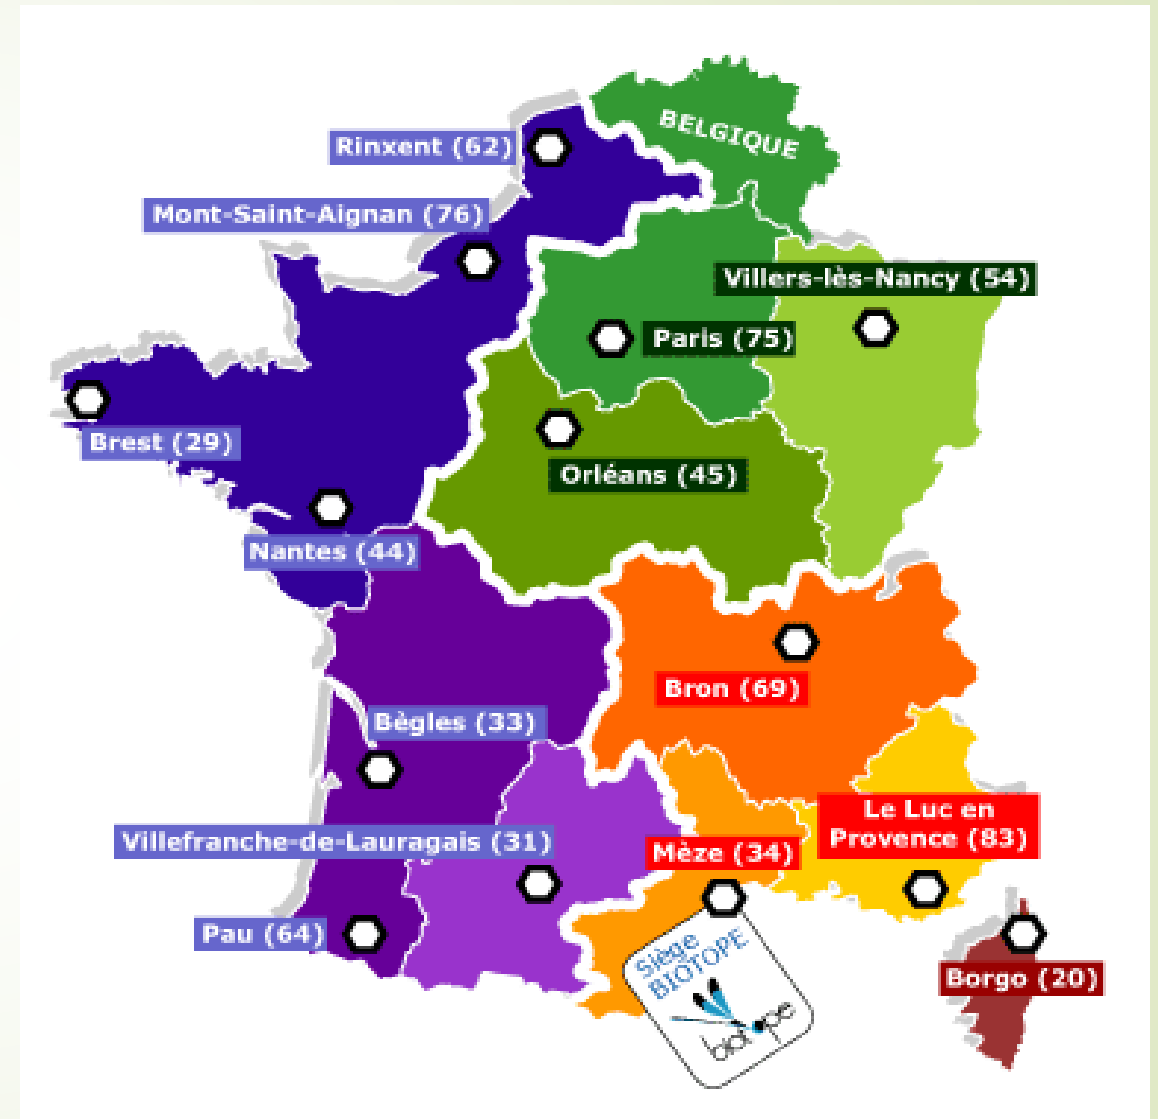 BELGIQUE
Rinxent (62)
Mont-Saint-Aignan (76)
Villers-lès-Nancy (54)
Paris (75)
Brest (29)
Orléans (45)
Nantes (44)
Bron (69)
Bègles (33)
Le Luc en
Provence (83)
Villefranche-de-Lauragais (31)
Mèze (34)
Pau (64)
Siège
BIOTOPE
biotope
Borgo (20)